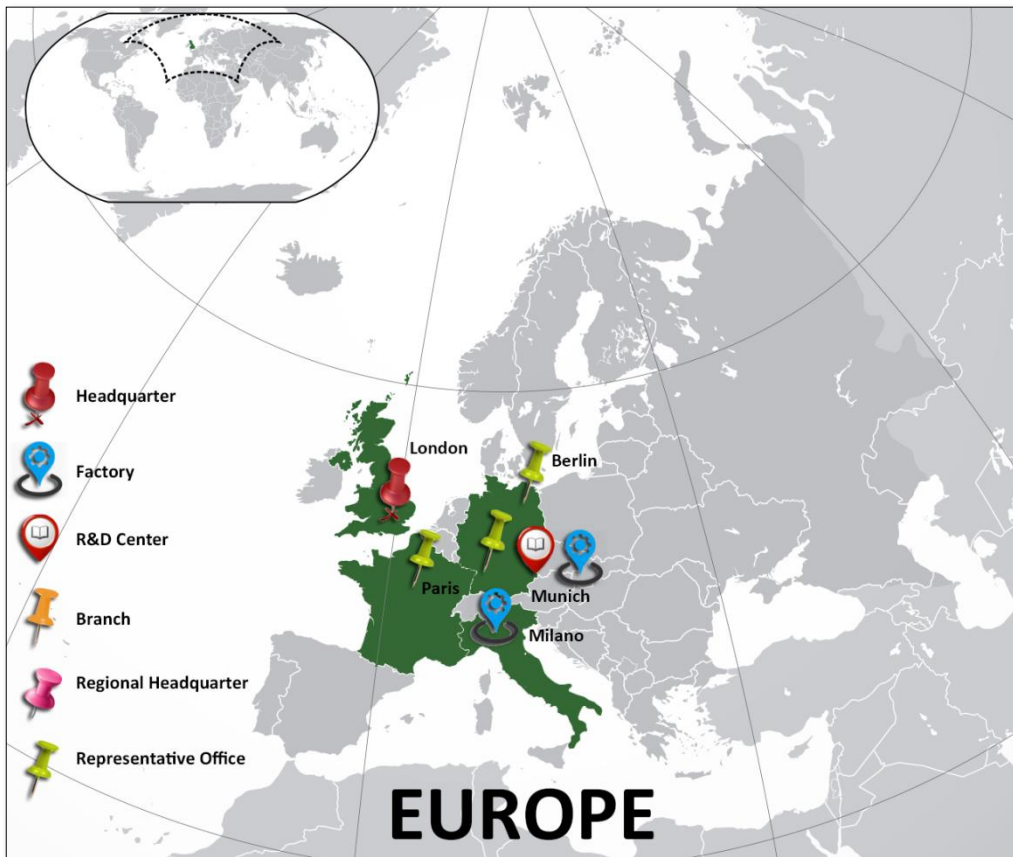 Headquarter
Factory
R&D Center
Branch
Regional Headquarter
Representative Office
London
Berlin
Paris
Munich
Milano
EUROPE